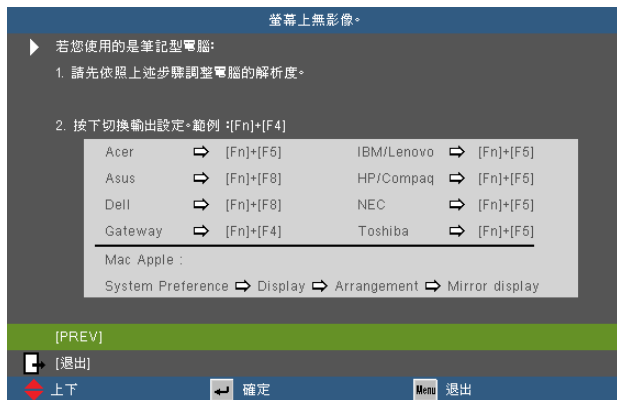 螢幕上無影像。
若您使用的是筆記型電腦:
1. 請先依照上述步驟調整電腦的解析度。
2. 按下切換輸出設定。範例:[Fn]+[F4]
Acer ⇨ [Fn]+[F5] IBM/Lenovo ⇨ [Fn]+[F5]
Asus ⇨ [Fn]+[F8] HP/Compaq ⇨ [Fn]+[F5]
Dell ⇨ [Fn]+[F8] NEC ⇨ [Fn]+[F5]
Gateway ⇨ [Fn]+[F4] Toshiba ⇨ [Fn]+[F5]
Mac Apple :
System Preference ⇨ Display ⇨ Arrangement ⇨ Mirror display
[PREV]
[退出]
上下 確定 Menu 退出